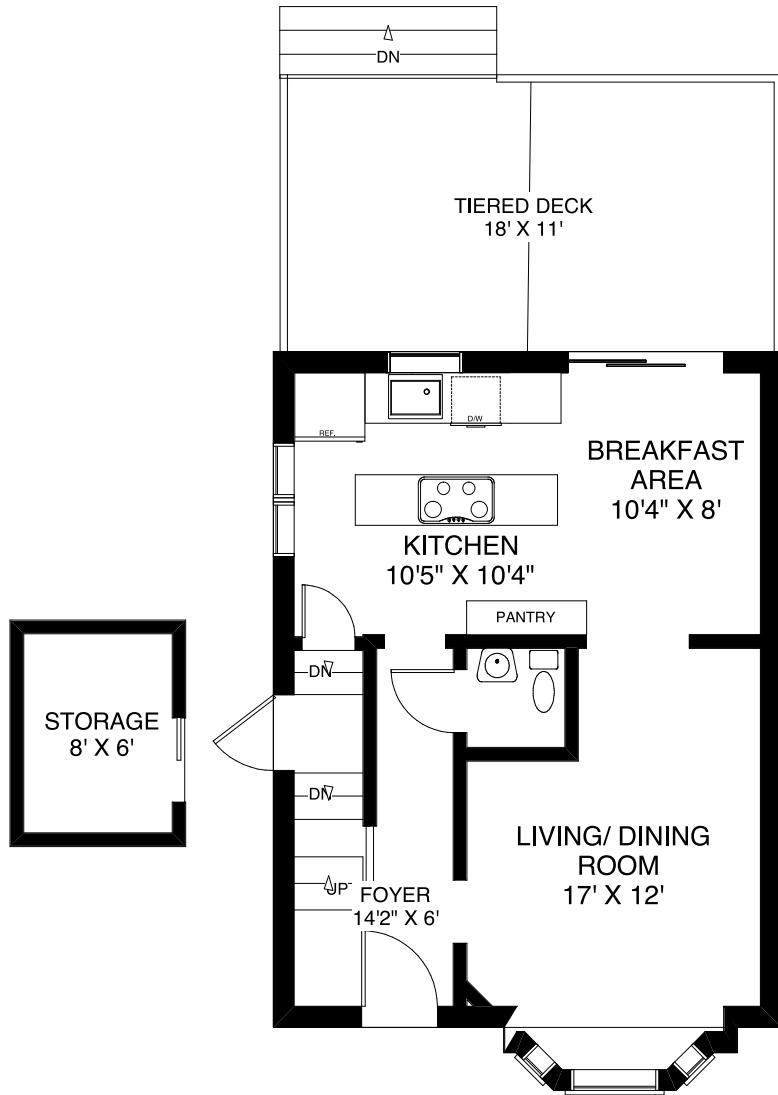 DN
TIERED DECK
18' X 11'
REF.
D/W
BREAKFAST
AREA
10'4" X 8'
KITCHEN
10'5" X 10'4"
PANTRY
DN
STORAGE
8' X 6'
DN
LIVING/ DINING
ROOM
17' X 12'
UP
FOYER
14'2" X 6'